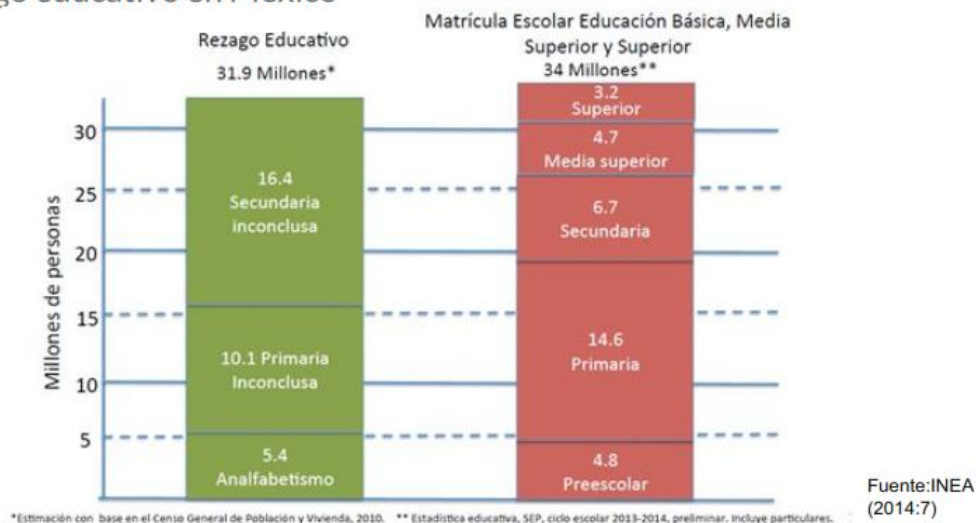 Rezago Educativo
31.9 Millones*
Matrícula Escolar Educación Básica, Media
Superior y Superior
34 Millones**
Millones de personas
30
25
20
15
10
5
16.4
Secundaria
inconclusa
10.1 Primaria
Inconclusa
5.4
Analfabetismo
3.2
Superior
4.7
Media superior
6.7
Secundaria
14.6
Primaria
4.8
Preescolar
*Estimación con base en el Censo General de Población y Vivienda, 2010. ** Estadística educativa, SEP, ciclo escolar 2013-2014, preliminar. Incluye particulares.
Fuente:INEA
(2014:7)